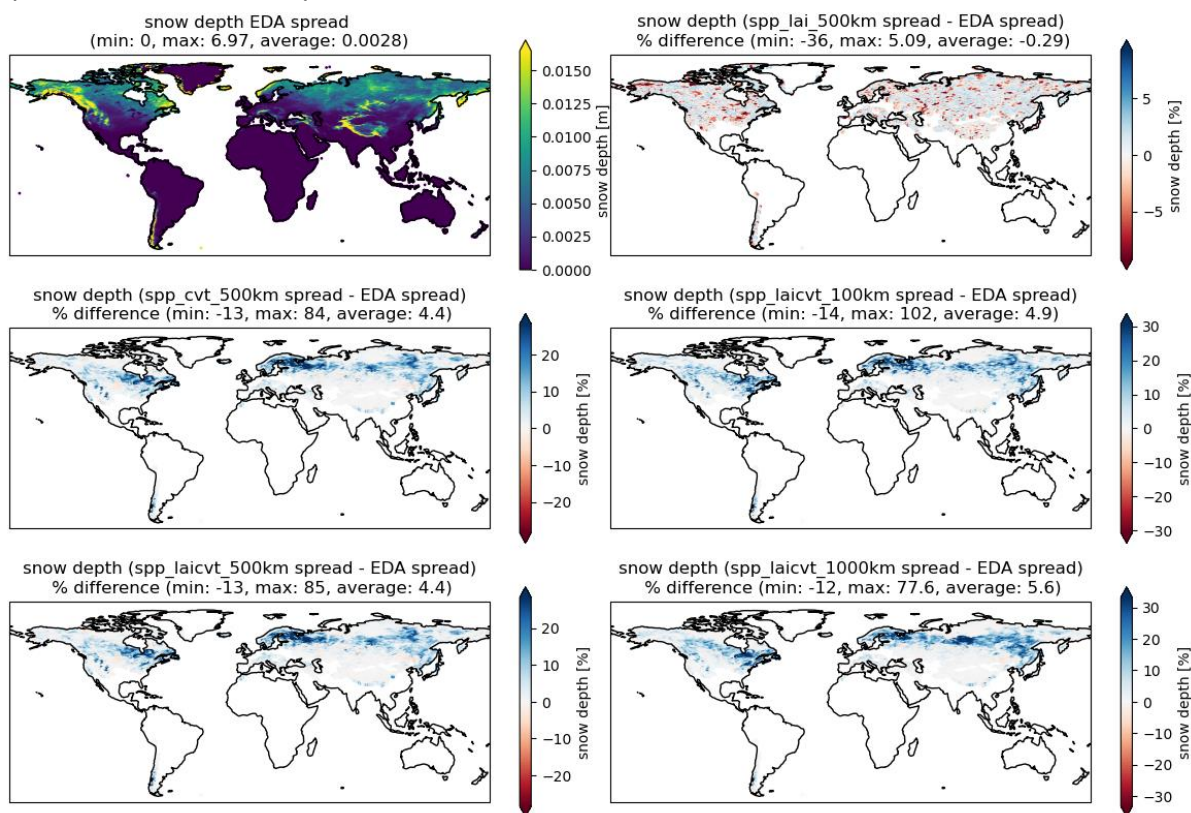 snow depth EDA spread
(min: 0, max: 6.97, average: 0.0028)
0.0150
0.0125
0.0100
0.0075
0.0050
0.0025
0.0000
snow depth [m]
snow depth (spp_lai_500km spread - EDA spread)
% difference (min: -36, max: 5.09, average: -0.29)
5
0
−5
snow depth [%]
snow depth (spp_cvt_500km spread - EDA spread)
% difference (min: -13, max: 84, average: 4.4)
20
10
0
−10
−20
snow depth [%]
snow depth (spp_laicvt_100km spread - EDA spread)
% difference (min: -14, max: 102, average: 4.9)
30
20
10
0
−10
−20
−30
snow depth [%]
snow depth (spp_laicvt_500km spread - EDA spread)
% difference (min: -13, max: 85, average: 4.4)
20
10
0
−10
−20
snow depth [%]
snow depth (spp_laicvt_1000km spread - EDA spread)
% difference (min: -12, max: 77.6, average: 5.6)
30
20
10
0
−10
−20
−30
snow depth [%]